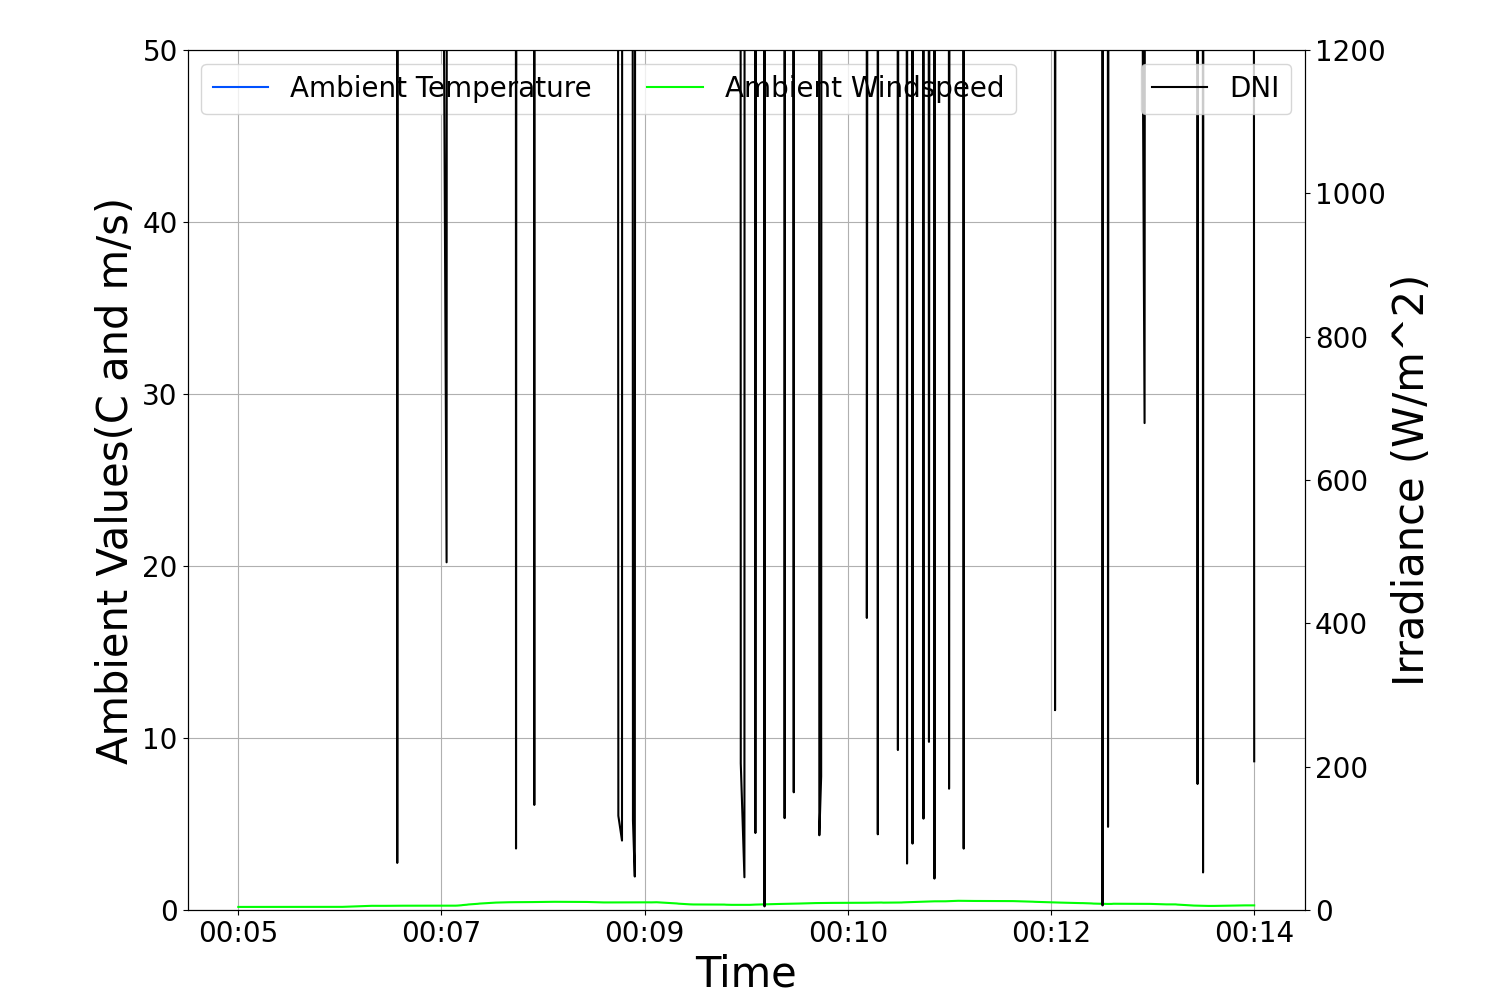 Ambient Temperature Ambient Windspeed DNI
Ambient Values(C and m/s)
50
40
30
20
10
0
1200
1000
800
600
400
200
0
Irradiance (W/m^2)
00:05 00:07 00:09 00:10 00:12 00:14
Time